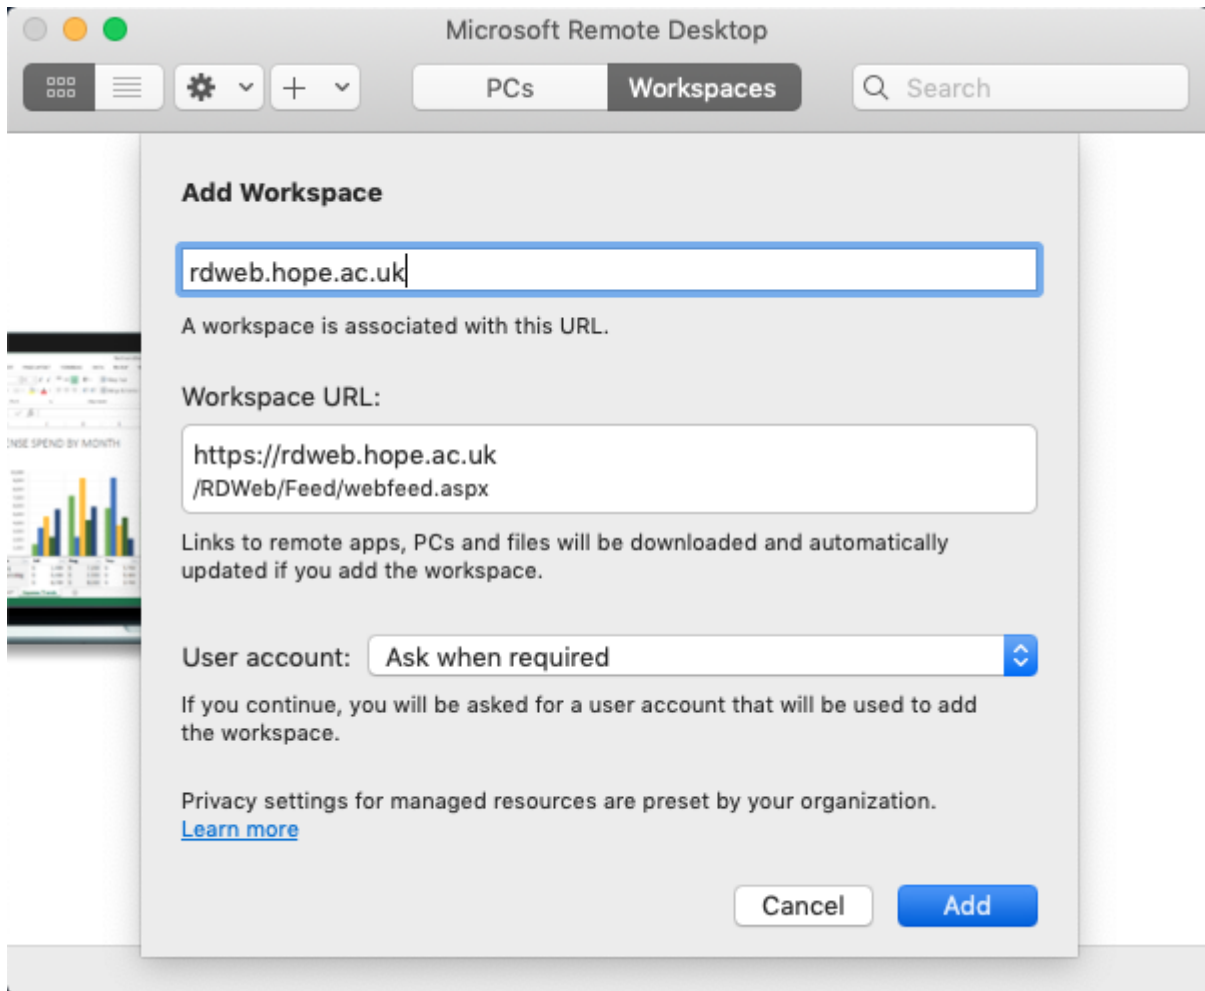 Microsoft Remote Desktop
PCs
Workspaces
Search
Add Workspace
rdweb.hope.ac.uk
A workspace is associated with this URL.
Workspace URL:
https://rdweb.hope.ac.uk
/RDWeb/Feed/webfeed.aspx
Links to remote apps, PCs and files will be downloaded and automatically
updated if you add the workspace.
User account: Ask when required
If you continue, you will be asked for a user account that will be used to add
the workspace.
Privacy settings for managed resources are preset by your organization.
Learn more
Cancel
Add
SPEND BY MONTH